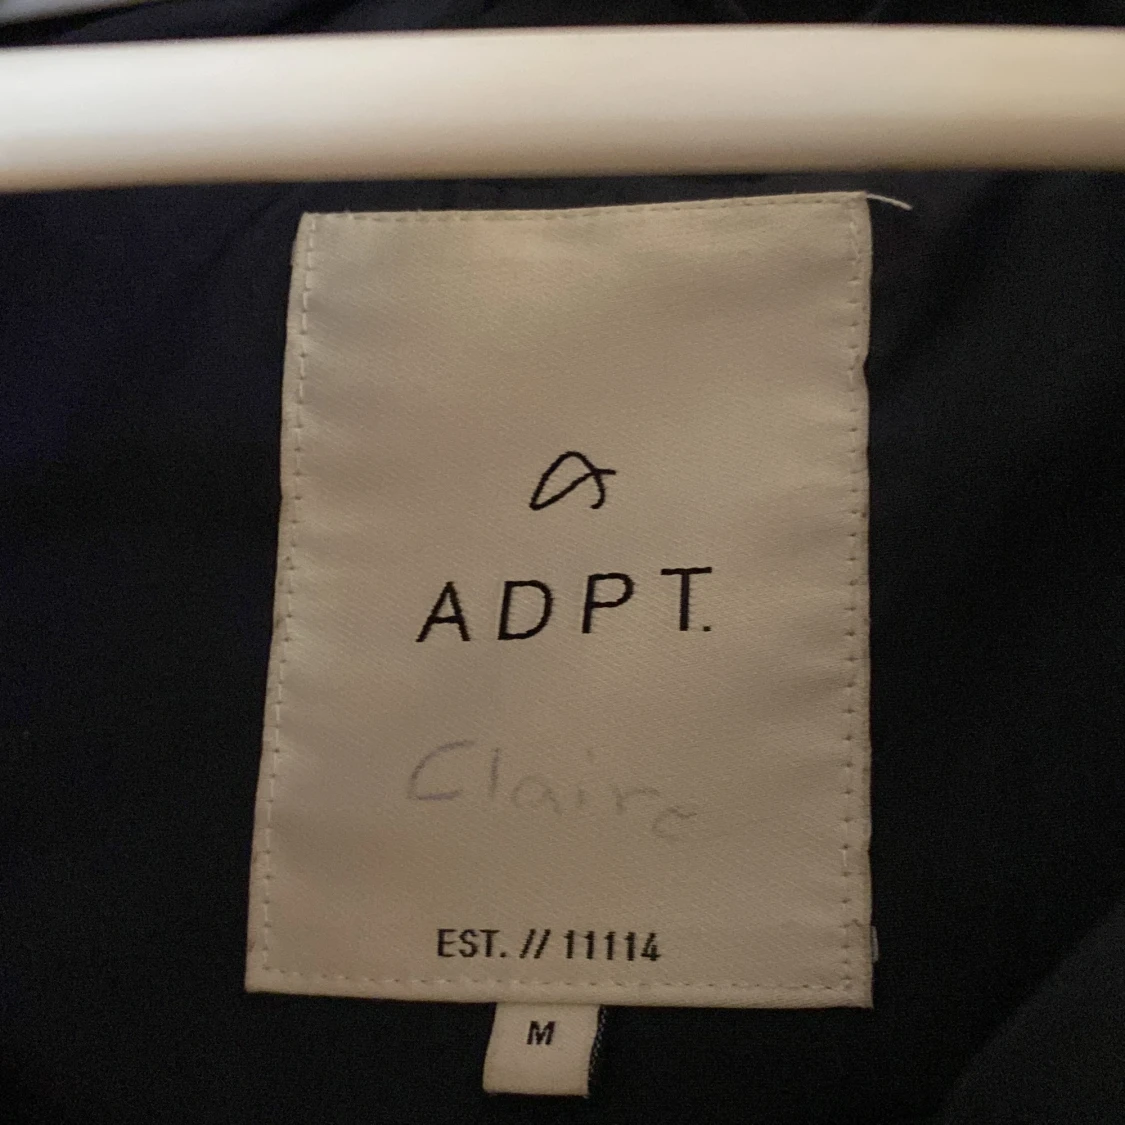 ADPT.
Claire
EST. // 11114
M